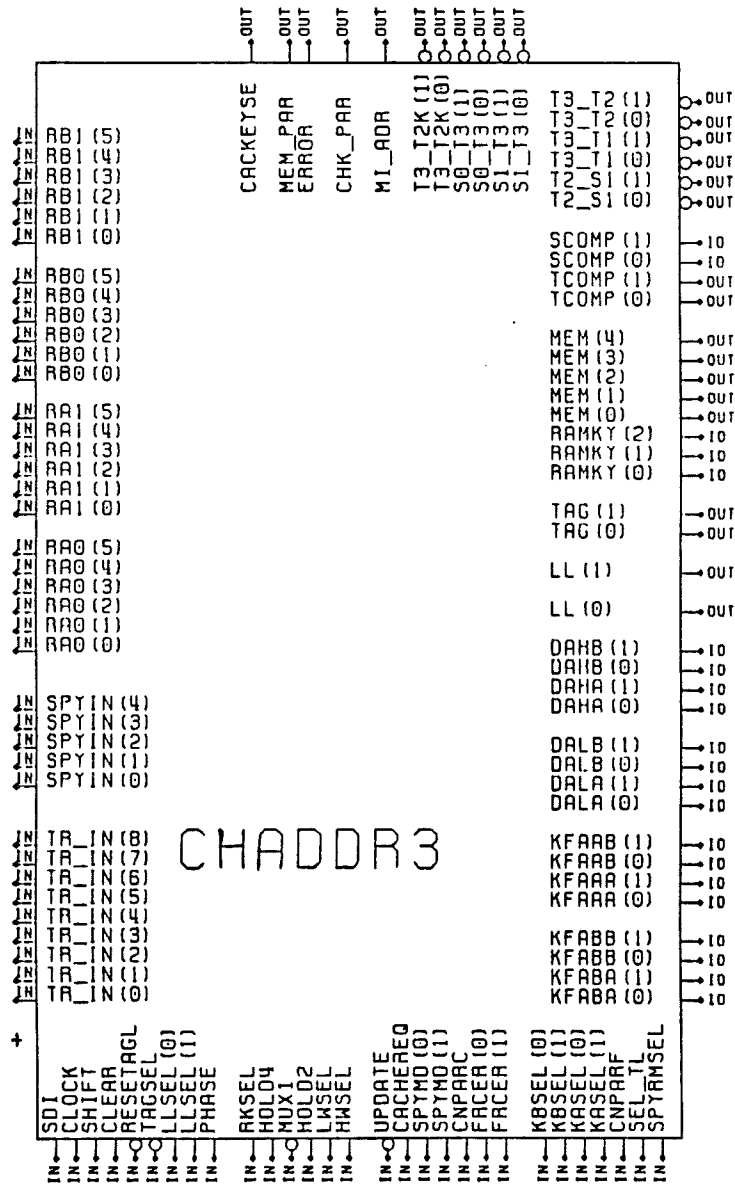 OUT OUT OUT OUT OUT OUT OUT OUT OUT OUT OUT
CACKEYSE
MEM_PAR
ERROR
CHK_PAR
MI_ADR
T3_T2K(1)
T3_T2K(0)
S0_T3(1)
S0_T3(0)
S1_T3(1)
S1_T3(0)
IN RB1(5)
IN RB1(4)
IN RB1(3)
IN RB1(2)
IN RB1(1)
IN RB1(0)
IN RB0(5)
IN RB0(4)
IN RB0(3)
IN RB0(2)
IN RB0(1)
IN RB0(0)
IN RA1(5)
IN RA1(4)
IN RA1(3)
IN RA1(2)
IN RA1(1)
IN RA1(0)
IN RA0(5)
IN RA0(4)
IN RA0(3)
IN RA0(2)
IN RA0(1)
IN RA0(0)
IN SPYIN(4)
IN SPYIN(3)
IN SPYIN(2)
IN SPYIN(1)
IN SPYIN(0)
IN TR_IN(8)
IN TR_IN(7)
IN TR_IN(6)
IN TR_IN(5)
IN TR_IN(4)
IN TR_IN(3)
IN TR_IN(2)
IN TR_IN(1)
IN TR_IN(0)
CHADDR3
T3_T2(1) OUT
T3_T2(0) OUT
T3_T1(1) OUT
T3_T1(0) OUT
T2_S1(1) OUT
T2_S1(0) OUT
SCOMP(1) IO
SCOMP(0) IO
TCOMP(1) OUT
TCOMP(0) OUT
MEM(4) OUT
MEM(3) OUT
MEM(2) OUT
MEM(1) OUT
MEM(0) OUT
RAMKY(2) IO
RAMKY(1) IO
RAMKY(0) IO
TAG(1) OUT
TAG(0) OUT
LL(1) OUT
LL(0) OUT
DAHB(1) IO
DAHB(0) IO
DAHA(1) IO
DAHA(0) IO
DALB(1) IO
DALB(0) IO
DALA(1) IO
DALA(0) IO
KFAAB(1) IO
KFAAB(0) IO
KFAAA(1) IO
KFAAA(0) IO
KFABB(1) IO
KFABB(0) IO
KFABA(1) IO
KFABA(0) IO
+
IN SDI
IN CLOCK
IN SHIFT
IN CLEAR
IN RESETAGL
IN TAGSEL
IN LLSEL(0)
IN LLSEL(1)
IN PHASE
IN RKSEL
IN HOLD4
IN MUX1
IN HOLD2
IN LWSEL
IN HWSEL
IN UPDATE
IN CACHEREQ
IN SPYMD(0)
IN SPYMD(1)
IN CNPARC
IN FRCER(0)
IN FRCER(1)
IN KBSEL(0)
IN KBSEL(1)
IN KASEL(0)
IN KASEL(1)
IN CNPARF
IN SEL_TL
IN SPYRMSEL